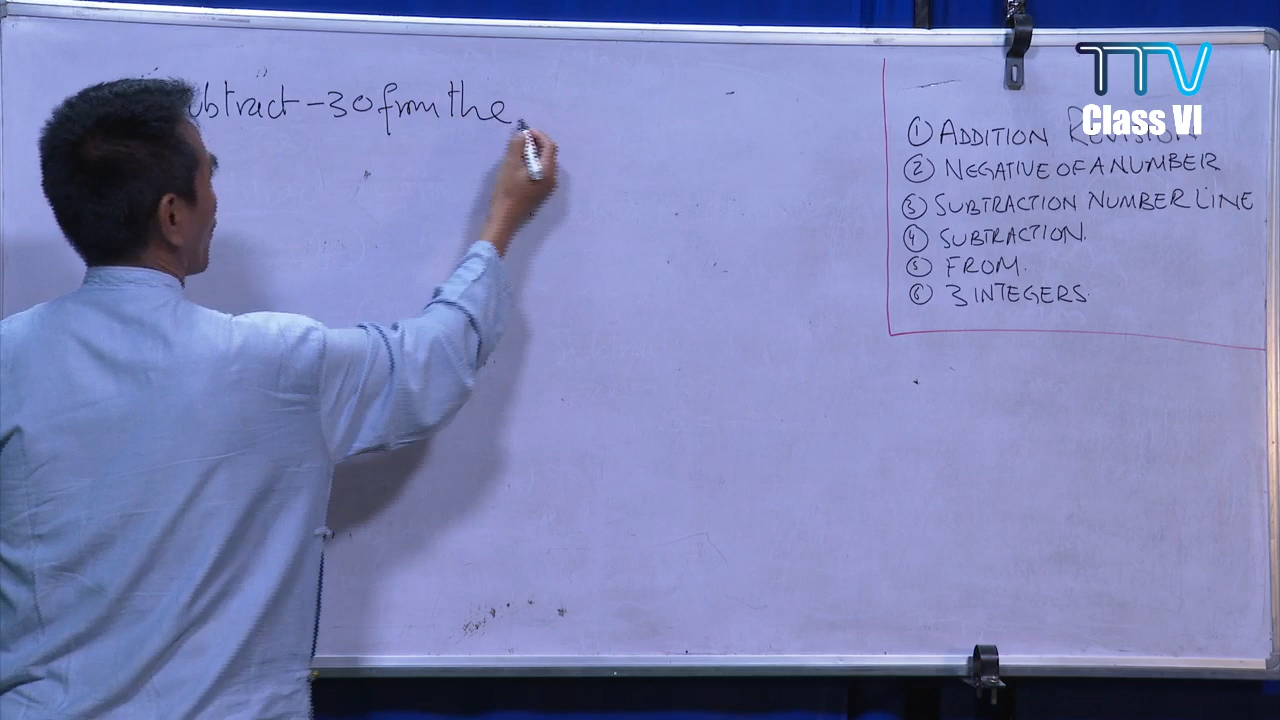 ubtract -30 from the
TTV
Class VI
① ADDITION REVISION
② NEGATIVE OF A NUMBER
③ SUBTRACTION NUMBER LINE
④ SUBTRACTION.
⑤ FROM.
⑥ 3 INTEGERS.